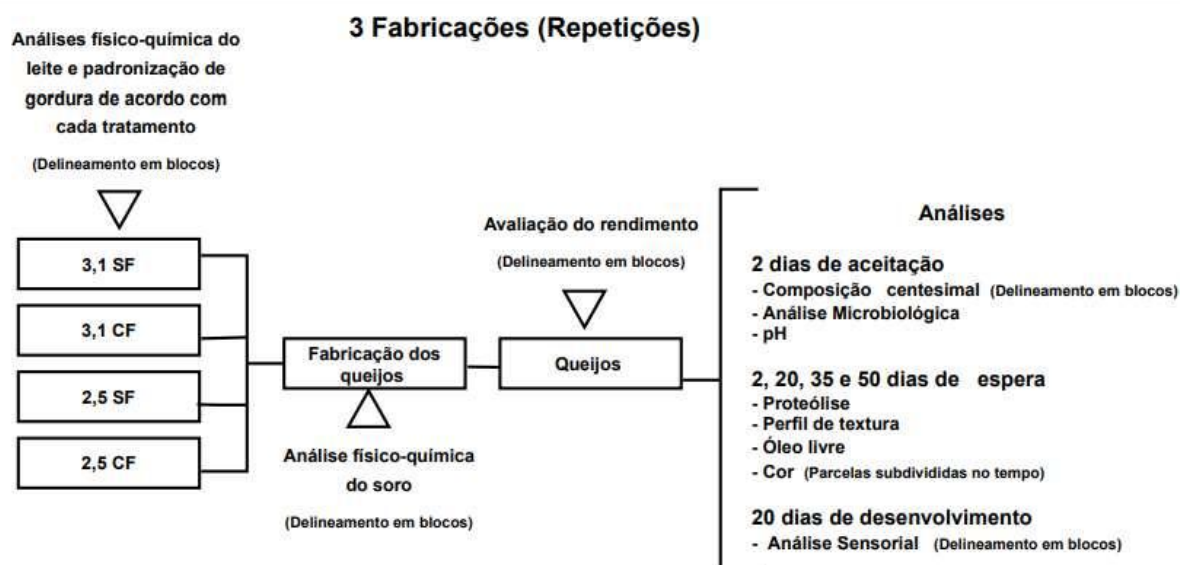 3 Fabricações (Repetições)
Análises físico-química do
leite e padronização de
gordura de acordo com
cada tratamento
(Delineamento em blocos)
3,1 SF
3,1 CF
2,5 SF
2,5 CF
Fabricação dos
queijos
Análise físico-química
do soro
(Delineamento em blocos)
Avaliação do rendimento
(Delineamento em blocos)
Queijos
Análises
2 dias de aceitação
- Composição centesimal (Delineamento em blocos)
- Análise Microbiológica
- pH
2, 20, 35 e 50 dias de espera
- Proteólise
- Perfil de textura
- Óleo livre
- Cor (Parcelas subdivididas no tempo)
20 dias de desenvolvimento
- Análise Sensorial (Delineamento em blocos)